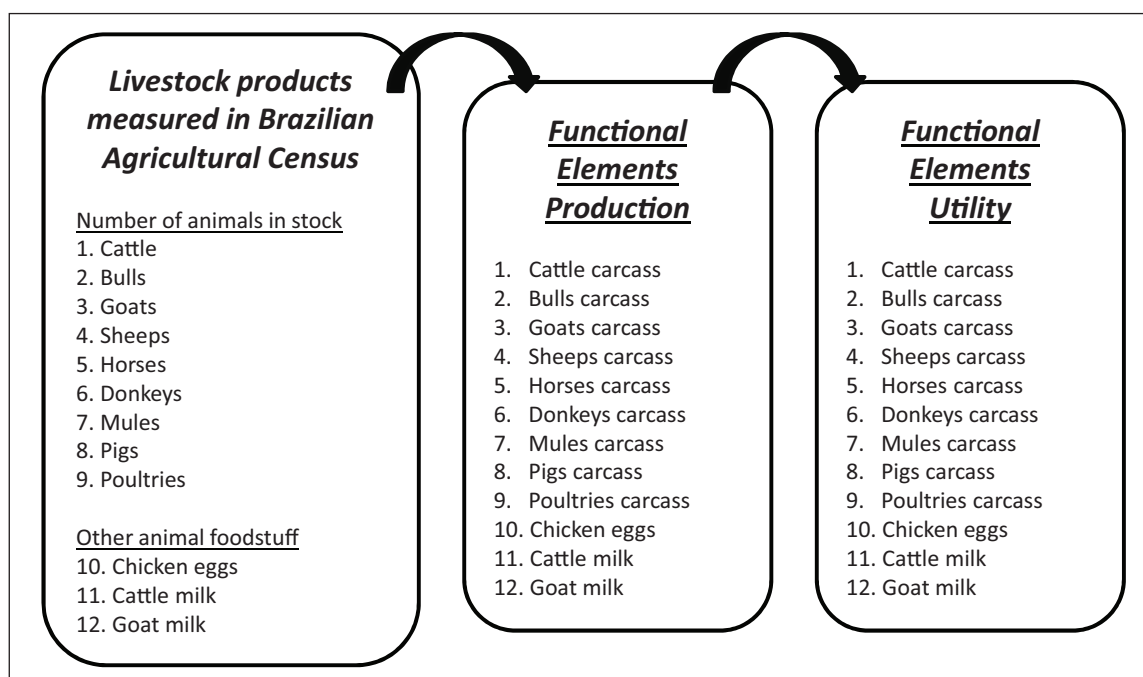 Livestock products
measured in Brazilian
Agricultural Census
Number of animals in stock
1. Cattle
2. Bulls
3. Goats
4. Sheeps
5. Horses
6. Donkeys
7. Mules
8. Pigs
9. Poultries
Other animal foodstuff
10. Chicken eggs
11. Cattle milk
12. Goat milk
Functional
Elements
Production
1. Cattle carcass
2. Bulls carcass
3. Goats carcass
4. Sheeps carcass
5. Horses carcass
6. Donkeys carcass
7. Mules carcass
8. Pigs carcass
9. Poultries carcass
10. Chicken eggs
11. Cattle milk
12. Goat milk
Functional
Elements
Utility
1. Cattle carcass
2. Bulls carcass
3. Goats carcass
4. Sheeps carcass
5. Horses carcass
6. Donkeys carcass
7. Mules carcass
8. Pigs carcass
9. Poultries carcass
10. Chicken eggs
11. Cattle milk
12. Goat milk